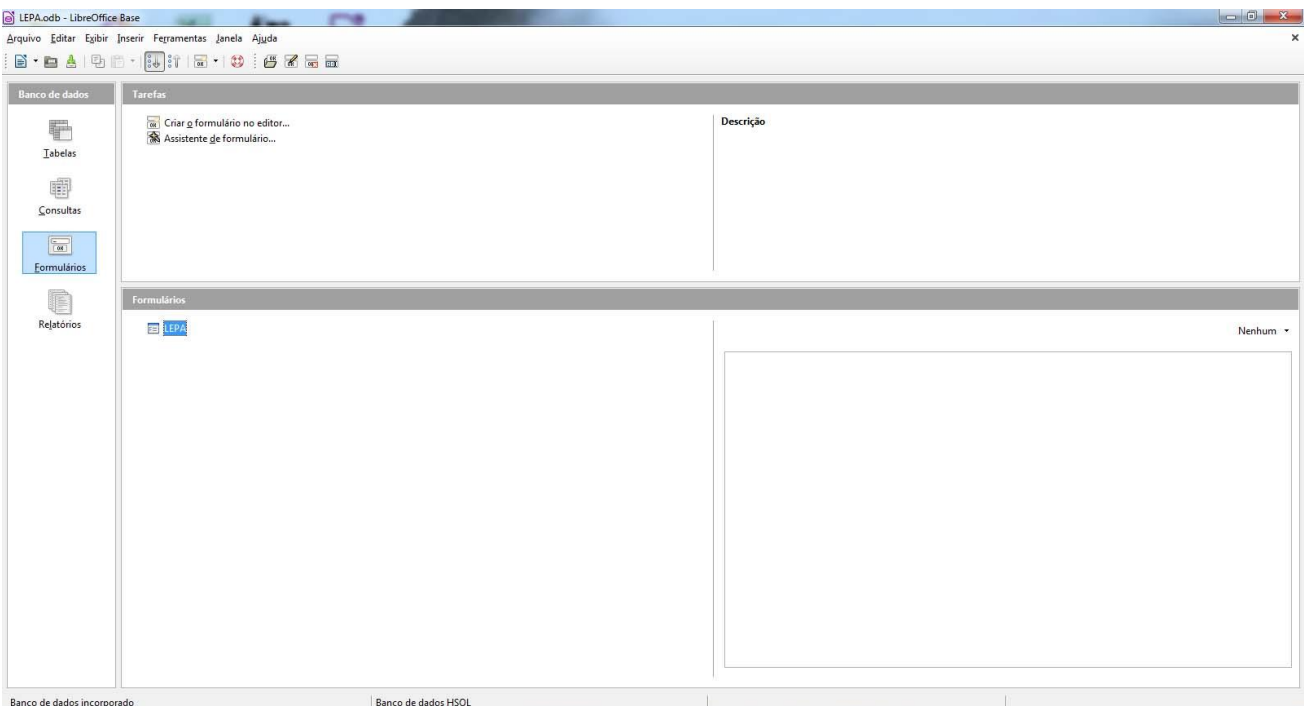 LEPA.odb - LibreOffice Base
Arquivo Editar Exibir Inserir Ferramentas Janela Ajuda
Banco de dados
Tarefas
Tabelas
Consultas
Formulários
Relatórios
Criar o formulário no editor...
Assistente de formulário...
Descrição
Formulários
LEPA
Nenhum
Banco de dados incorporado
Banco de dados HSQL